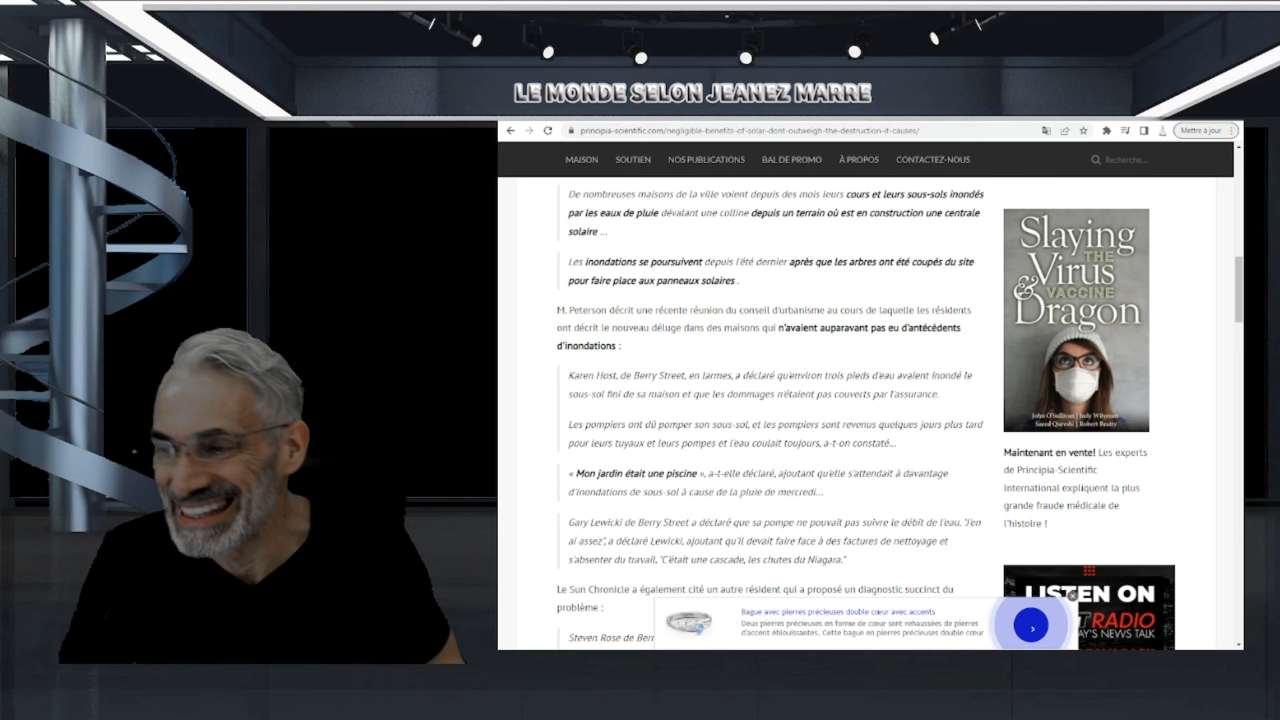 LE MONDE SELON JEANEZ MARRE
principia-scientific.com/negligible-benefits-of-solar-dont-outweigh-the-destruction-it-causes/
Mettre à jour
MAISON SOUTIEN NOS PUBLICATIONS BAL DE PROMO À PROPOS CONTACTEZ-NOUS
Recherche...
De nombreuses maisons de la ville voient depuis des mois leurs cours et leurs sous-sols inondés
par les eaux de pluie dévalant une colline depuis un terrain où est en construction une centrale
solaire ...
Les inondations se poursuivent depuis l'été dernier après que les arbres ont été coupés du site
pour faire place aux panneaux solaires .
M. Peterson décrit une récente réunion du conseil d'urbanisme au cours de laquelle les résidents
ont décrit le nouveau déluge dans des maisons qui n'avaient auparavant pas eu d'antécédents
d'inondations :
Karen Host, de Berry Street, en larmes, a déclaré qu'environ trois pieds d'eau avaient inondé le
sous-sol fini de sa maison et que les dommages n'étaient pas couverts par l'assurance.
Les pompiers ont dû pomper son sous-sol, et les pompiers sont revenus quelques jours plus tard
pour leurs tuyaux et leurs pompes et l'eau coulait toujours, a-t-on constaté...
« Mon jardin était une piscine », a-t-elle déclaré, ajoutant qu'elle s'attendait à davantage
d'inondations de sous-sol à cause de la pluie de mercredi...
Gary Lewicki de Berry Street a déclaré que sa pompe ne pouvait pas suivre le débit de l'eau. "J'en
ai assez", a déclaré Lewicki, ajoutant qu'il devait faire face à des factures de nettoyage et
s'absenter du travail. "C'était une cascade, les chutes du Niagara."
Le Sun Chronicle a également cité un autre résident qui a proposé un diagnostic succinct du
problème :
Steven Rose de Berr
Slaying
THE
Virus
& VACCINE
Dragon
John O'Sullivan | Judy Wilyman
Saeed Qureshi | Robert Beatty
Maintenant en vente! Les experts
de Principia-Scientific
International expliquent la plus
grande fraude médicale de
l'histoire !
LISTEN ON
TRADIO
AY'S NEWS TALK
Bague avec pierres précieuses double cœur avec accents
Deux pierres précieuses en forme de cœur sont rehaussées de pierres
d'accent éblouissantes. Cette bague en pierres précieuses double cœur